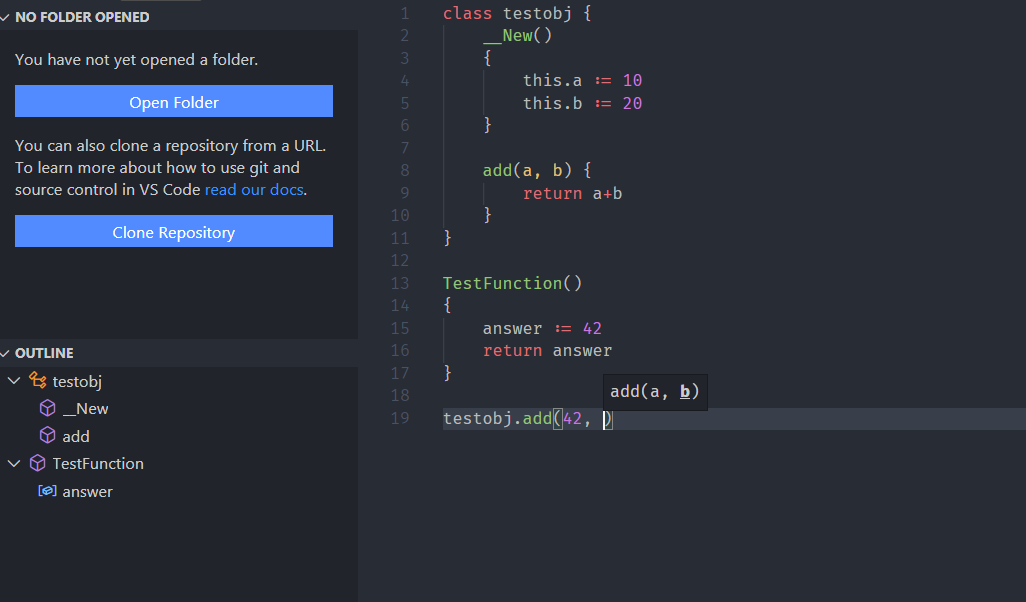 NO FOLDER OPENED
You have not yet opened a folder.
Open Folder
You can also clone a repository from a URL.
To learn more about how to use git and
source control in VS Code read our docs.
Clone Repository
OUTLINE
testobj
__New
add
TestFunction
answer
1 class testobj {
2     __New()
3     {
4         this.a := 10
5         this.b := 20
6     }
7
8     add(a, b) {
9         return a+b
10     }
11 }
12
13 TestFunction()
14 {
15     answer := 42
16     return answer
17 }
18
add(a, b)
19 testobj.add(42, )